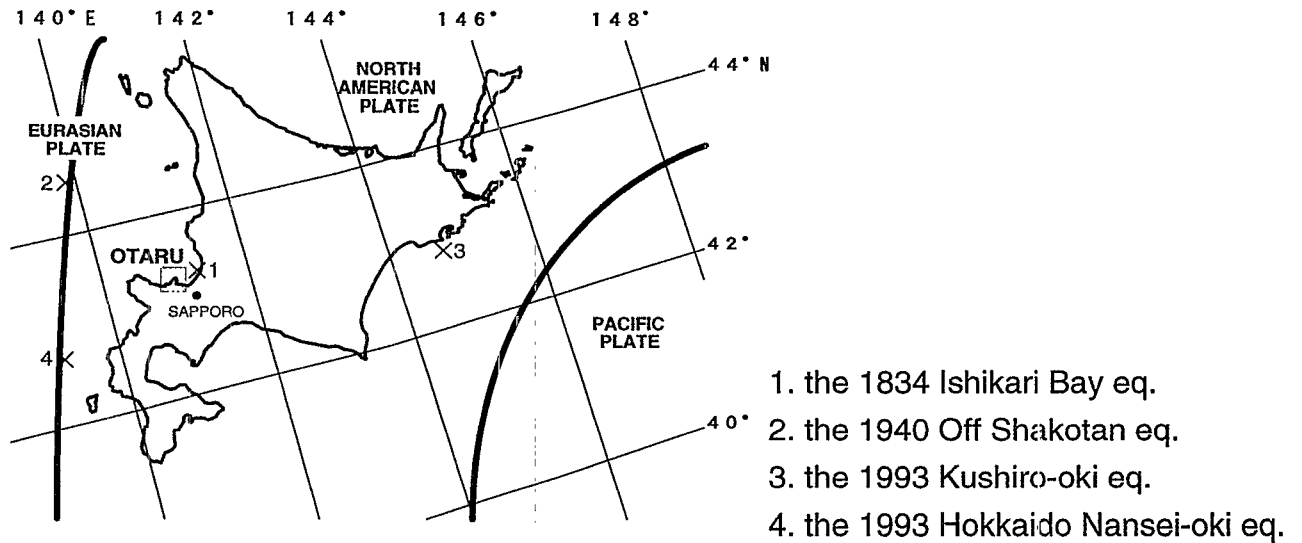 140° E 142° 144° 146° 148°
44° N
NORTH
AMERICAN
PLATE
EURASIAN
PLATE
2
42°
OTARU
1
3
SAPPORO
PACIFIC
PLATE
4
40°
1. the 1834 Ishikari Bay eq.
2. the 1940 Off Shakotan eq.
3. the 1993 Kushiro-oki eq.
4. the 1993 Hokkaido Nansei-oki eq.